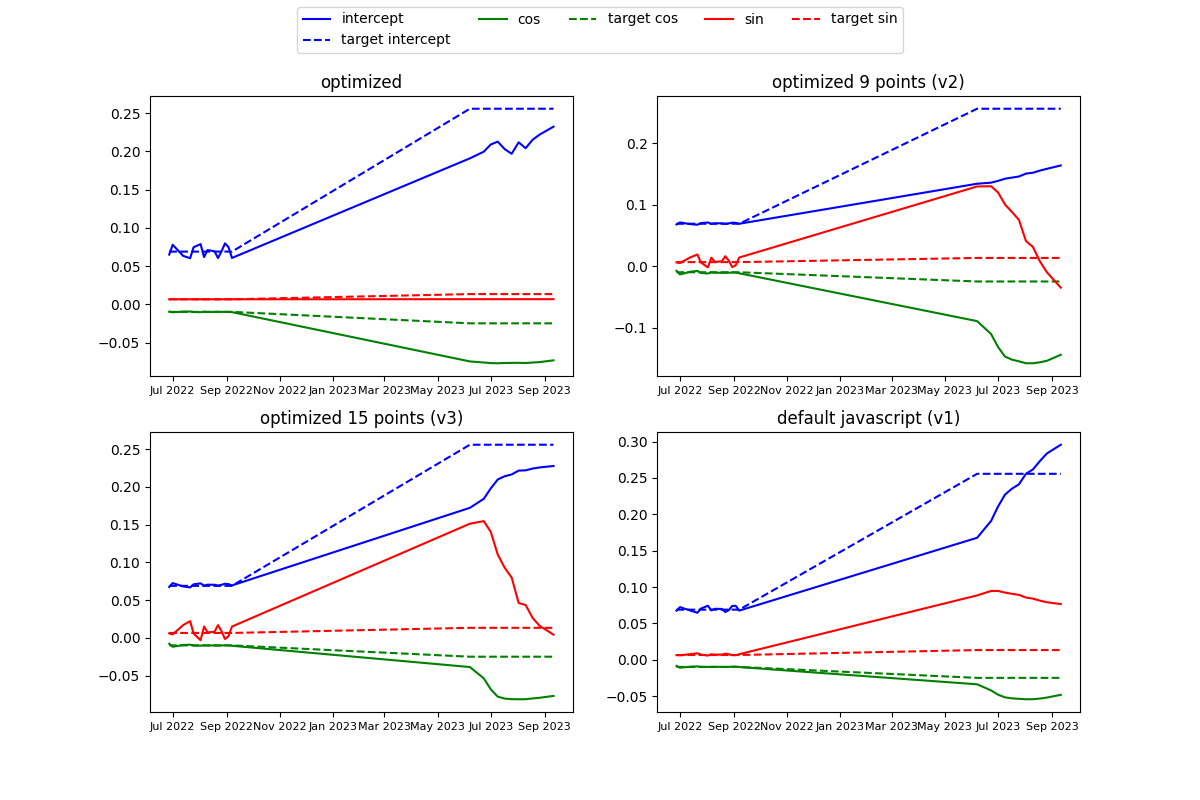 intercept cos target cos sin target sin
target intercept
optimized
0.25
0.20
0.15
0.10
0.05
0.00
−0.05
Jul 2022 Sep 2022 Nov 2022 Jan 2023 Mar 2023 May 2023 Jul 2023 Sep 2023
optimized 9 points (v2)
0.2
0.1
0.0
−0.1
Jul 2022 Sep 2022 Nov 2022 Jan 2023 Mar 2023 May 2023 Jul 2023 Sep 2023
optimized 15 points (v3)
0.25
0.20
0.15
0.10
0.05
0.00
−0.05
Jul 2022 Sep 2022 Nov 2022 Jan 2023 Mar 2023 May 2023 Jul 2023 Sep 2023
default javascript (v1)
0.30
0.25
0.20
0.15
0.10
0.05
0.00
−0.05
Jul 2022 Sep 2022 Nov 2022 Jan 2023 Mar 2023 May 2023 Jul 2023 Sep 2023